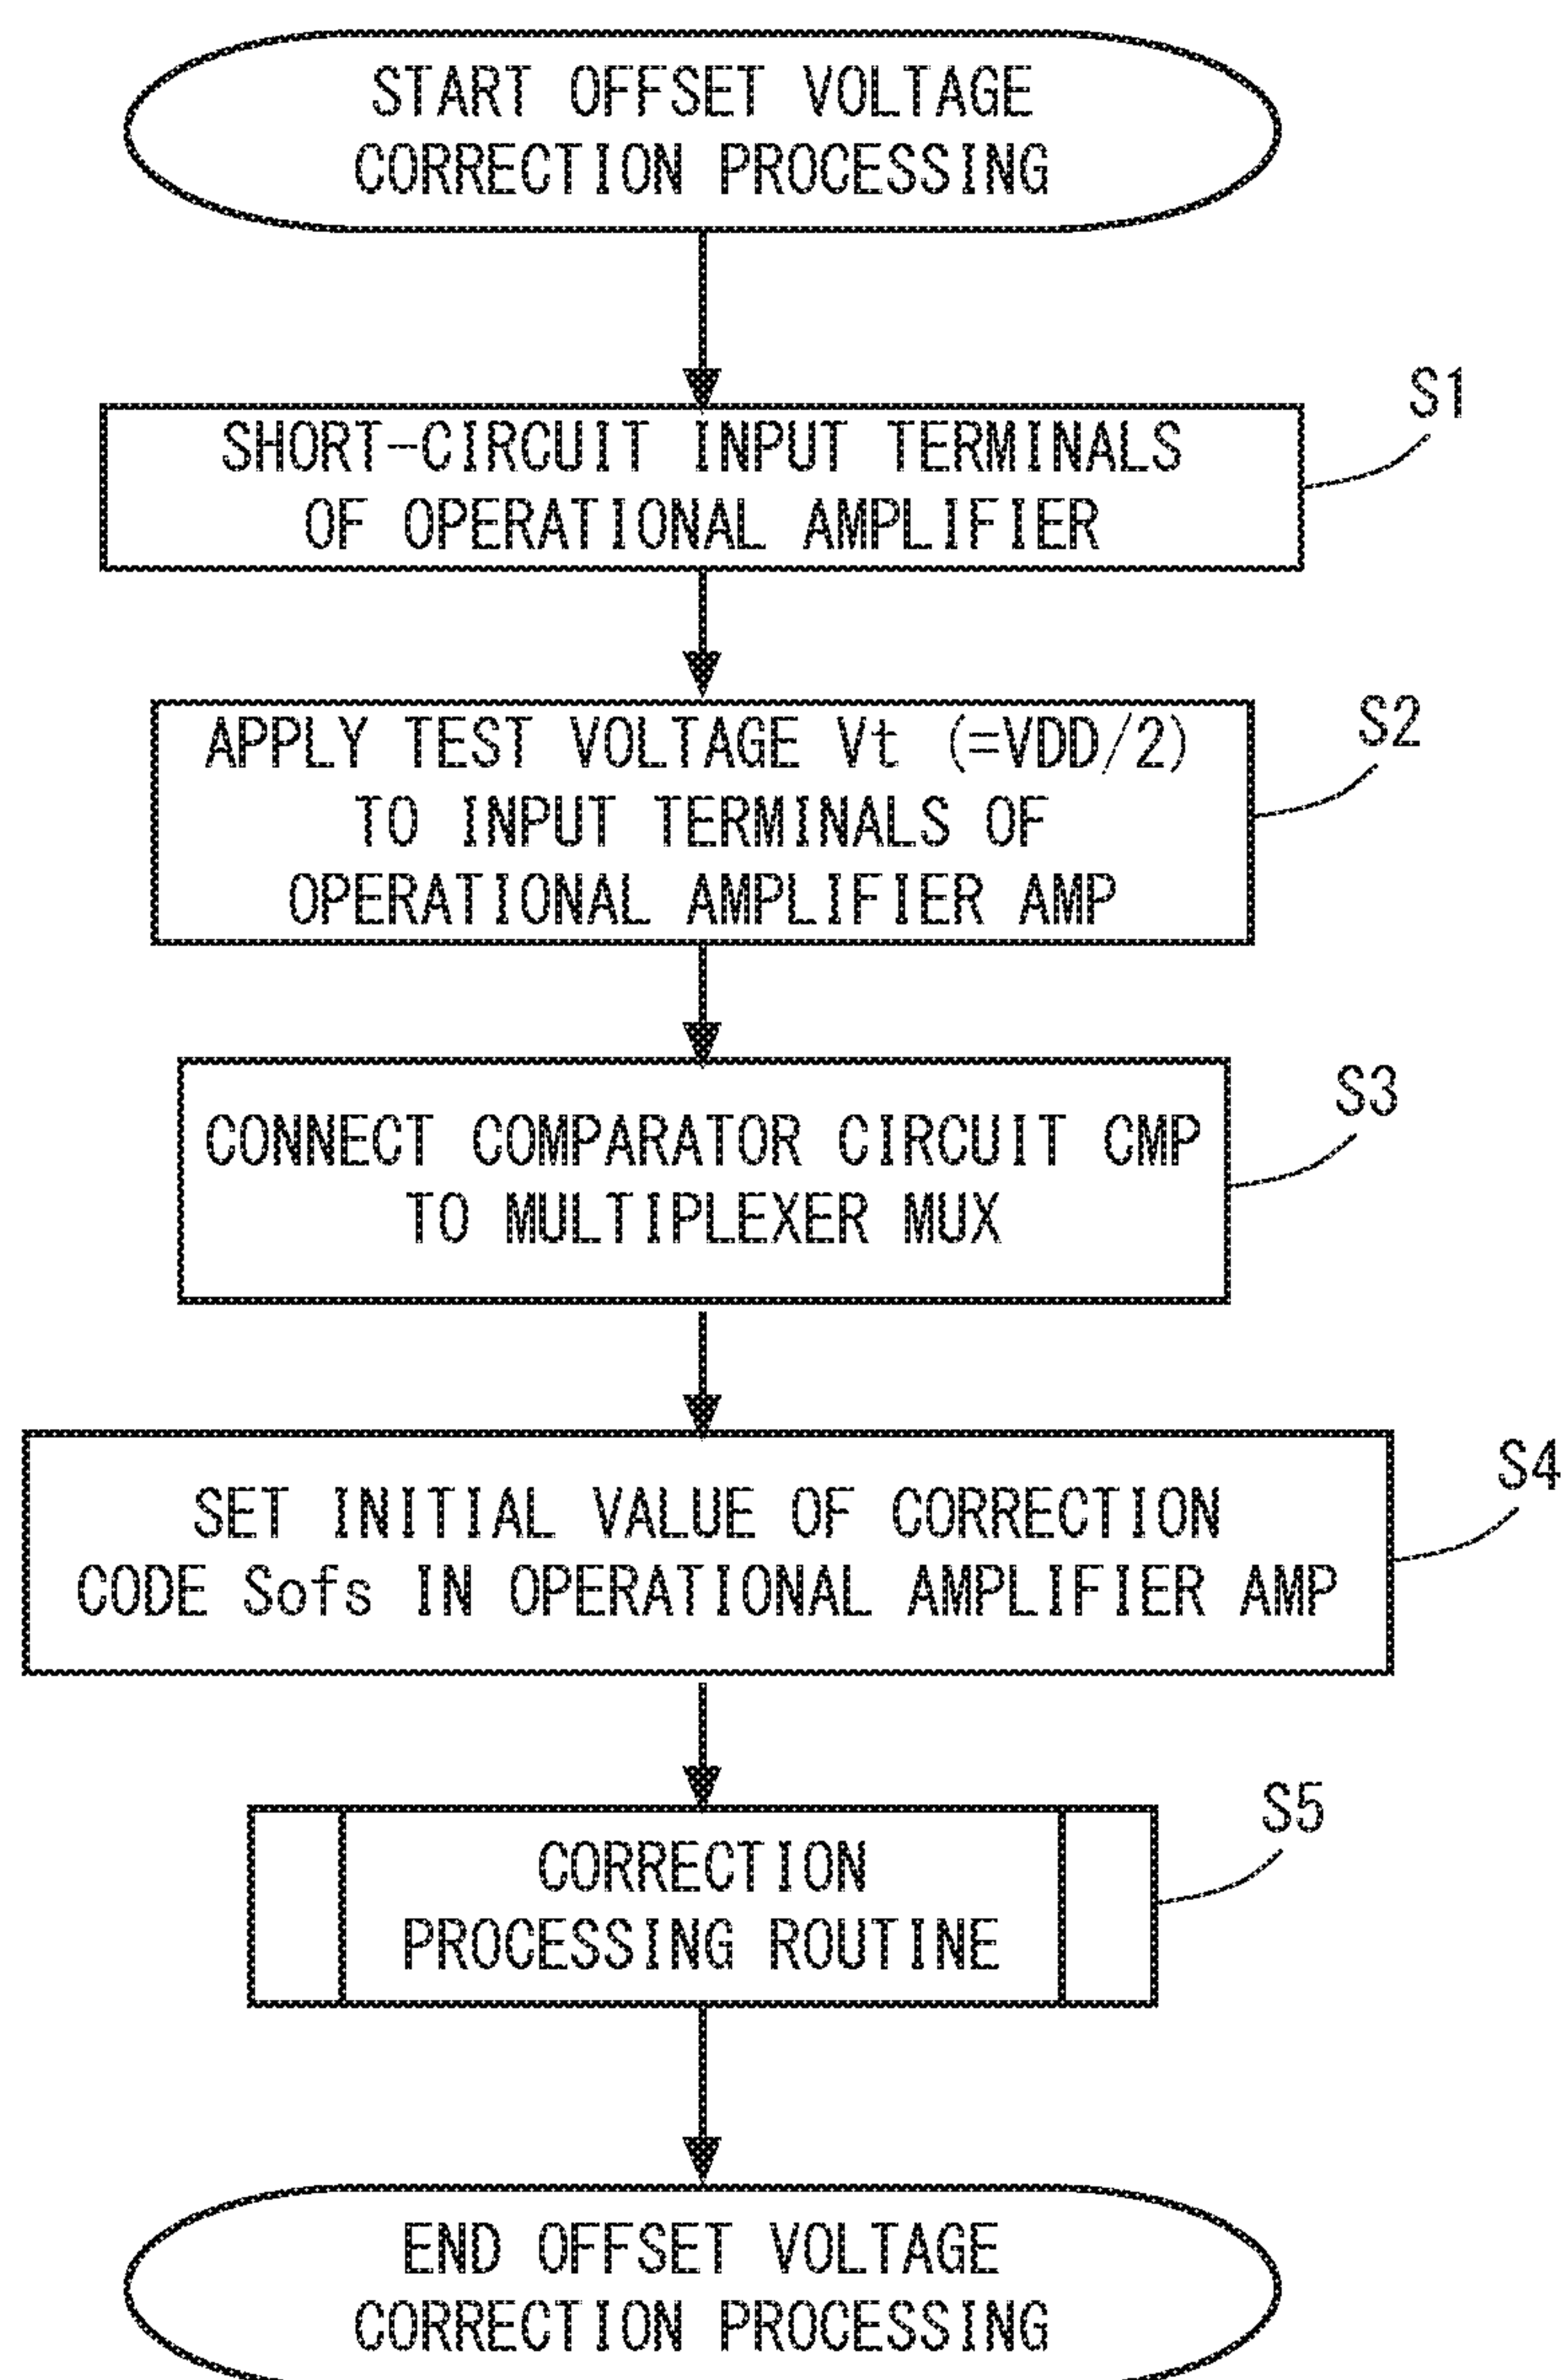 START OFFSET VOLTAGE
CORRECTION PROCESSING
S1
SHORT-CIRCUIT INPUT TERMINALS
OF OPERATIONAL AMPLIFIER
S2
APPLY TEST VOLTAGE Vt (=VDD/2)
TO INPUT TERMINALS OF
OPERATIONAL AMPLIFIER AMP
S3
CONNECT COMPARATOR CIRCUIT CMP
TO MULTIPLEXER MUX
S4
SET INITIAL VALUE OF CORRECTION
CODE Sofs IN OPERATIONAL AMPLIFIER AMP
S5
CORRECTION
PROCESSING ROUTINE
END OFFSET VOLTAGE
CORRECTION PROCESSING